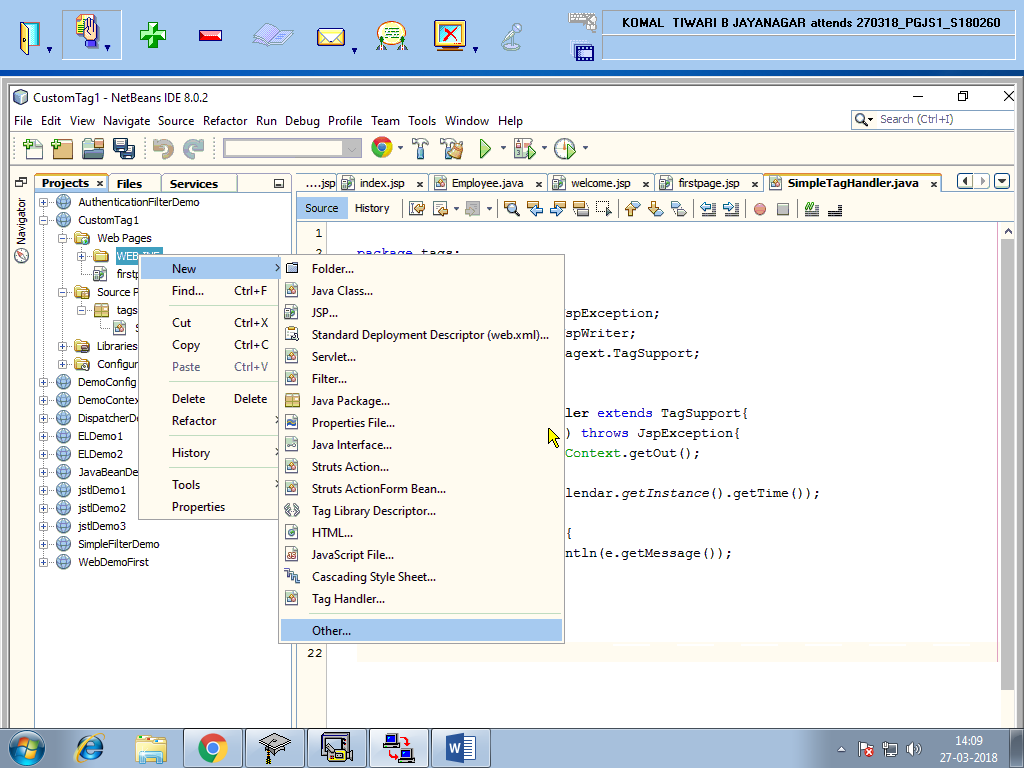 KOMAL TIWARI B JAYANAGAR attends 270318_PGJS1_S180260
CustomTag1 - NetBeans IDE 8.0.2
File Edit View Navigate Source Refactor Run Debug Profile Team Tools Window Help
Search (Ctrl+I)
Projects Files Services
....jsp index.jsp Employee.java welcome.jsp firstpage.jsp SimpleTagHandler.java
Source History
Navigator
AuthenticationFilterDemo
CustomTag1
Web Pages
WEB-INF
firstp
Source P
tags
S
Libraries
Configur
DemoConfig
DemoContex
DispatcherDe
ELDemo1
ELDemo2
JavaBeanDe
jstlDemo1
jstlDemo2
jstlDemo3
SimpleFilterDemo
WebDemoFirst
New
Find... Ctrl+F
Cut Ctrl+X
Copy Ctrl+C
Paste Ctrl+V
Delete Delete
Refactor
History
Tools
Properties
Folder...
Java Class...
JSP...
Standard Deployment Descriptor (web.xml)...
Servlet...
Filter...
Java Package...
Properties File...
Java Interface...
Struts Action...
Struts ActionForm Bean...
Tag Library Descriptor...
HTML...
JavaScript File...
Cascading Style Sheet...
Tag Handler...
Other...
1
2 package tags;
spException;
spWriter;
agext.TagSupport;
ler extends TagSupport{
) throws JspException{
Context.getOut();
lendar.getInstance().getTime());
{
ntln(e.getMessage());
22
14:09
27-03-2018